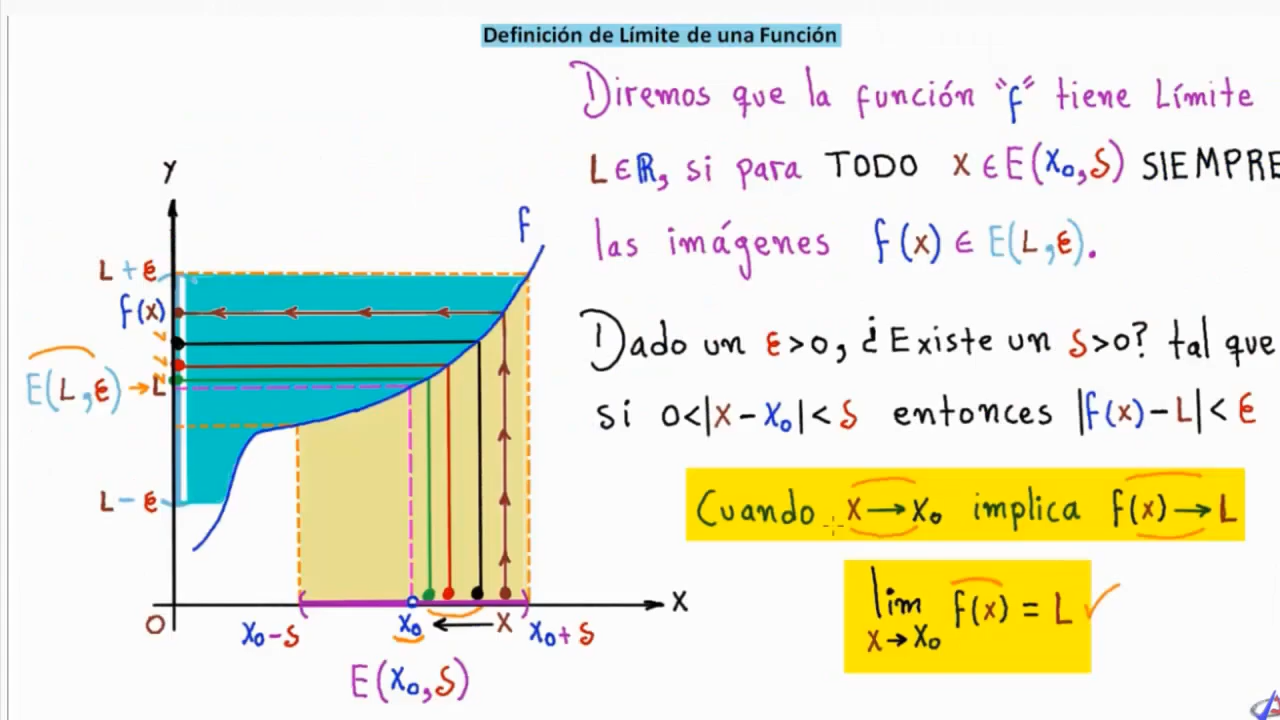 Definición de Límite de una Función
Diremos que la función "f" tiene Límite
L∈ℝ, si para TODO x∈E(x₀,δ) SIEMPRE
las imágenes f(x) ∈ E(L,ε).
Dado un ε>0, ¿Existe un δ>0? tal que
si 0<|x-x₀|<δ entonces |f(x)-L|<ε
Cuando x→x₀ implica f(x)→L
lim f(x) = L
x→x₀
y
f
L+ε
f(x)
E(L,ε)→L
L-ε
0
x₀-δ
x₀
x
x₀+δ
X
E(x₀,δ)